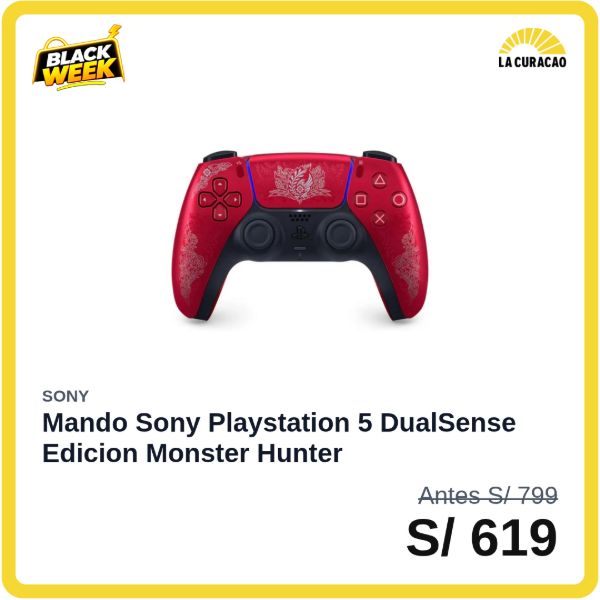 BLACK
WEEK
LA CURACAO
SONY
Mando Sony Playstation 5 DualSense
Edicion Monster Hunter
Antes S/ 799
S/ 619